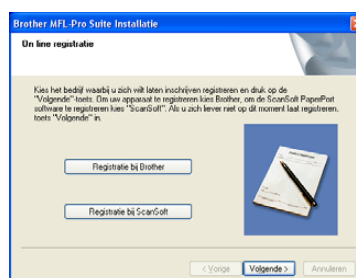 Brother MFL-Pro Suite Installatie
On line registratie
Kies het bedrijf waarbij u zich wilt laten inschrijven registreren en druk op de
"Volgende"-toets. Om uw apparaat te registreren kies Brother, om de ScanSoft PaperPort
software te registreren kies "ScanSoft". Als u zich liever niet op dit moment laat registreren,
toets "Volgende" in.
Registratie bij Brother
Registratie bij ScanSoft
< Vorige
Volgende >
Annuleren